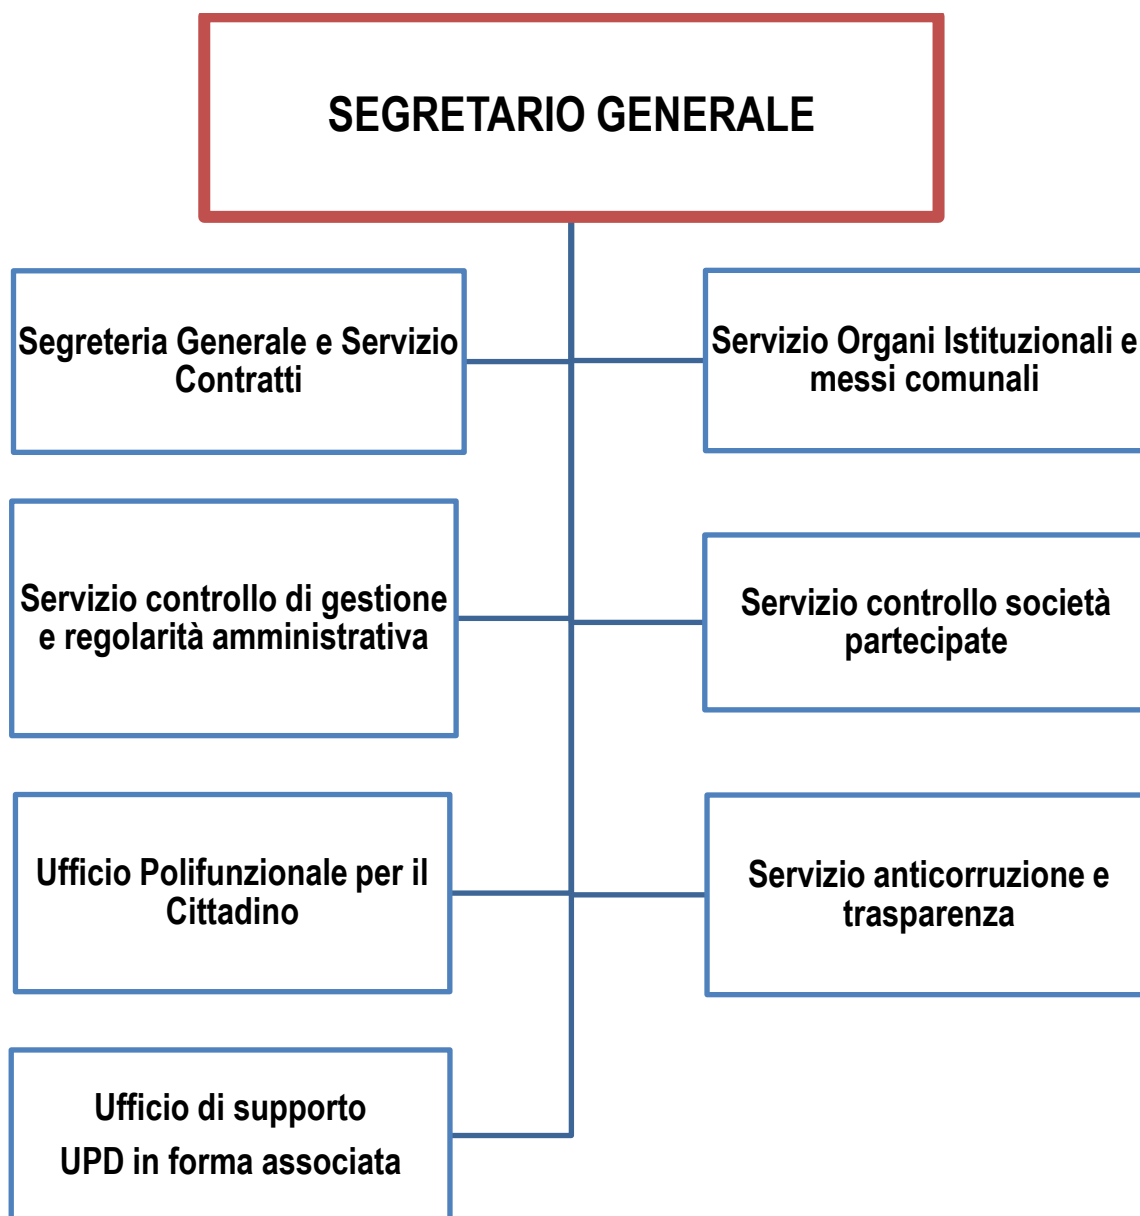 SEGRETARIO GENERALE
Segreteria Generale e Servizio
Contratti
Servizio Organi Istituzionali e
messi comunali
Servizio controllo di gestione
e regolarità amministrativa
Servizio controllo società
partecipate
Ufficio Polifunzionale per il
Cittadino
Servizio anticorruzione e
trasparenza
Ufficio di supporto
UPD in forma associata